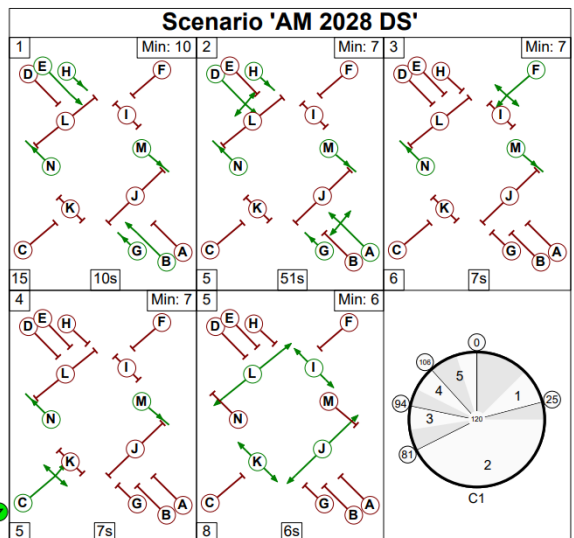 Scenario 'AM 2028 DS'
1 Min: 10
D E H F
L I
M
N
J
K
C G B A
15 10s
2 Min: 7
D E H F
L I
M
N
J
K
C G B A
5 51s
3 Min: 7
D E H F
L I
M
N
J
K
C G B A
6 7s
4 Min: 7
D E H F
L I
M
N
J
K
C G B A
5 7s
5 Min: 6
D E H F
L I
N M
J
K
C G B A
8 6s
0
106 5
4 1 25
94
3 120
81
2
C1